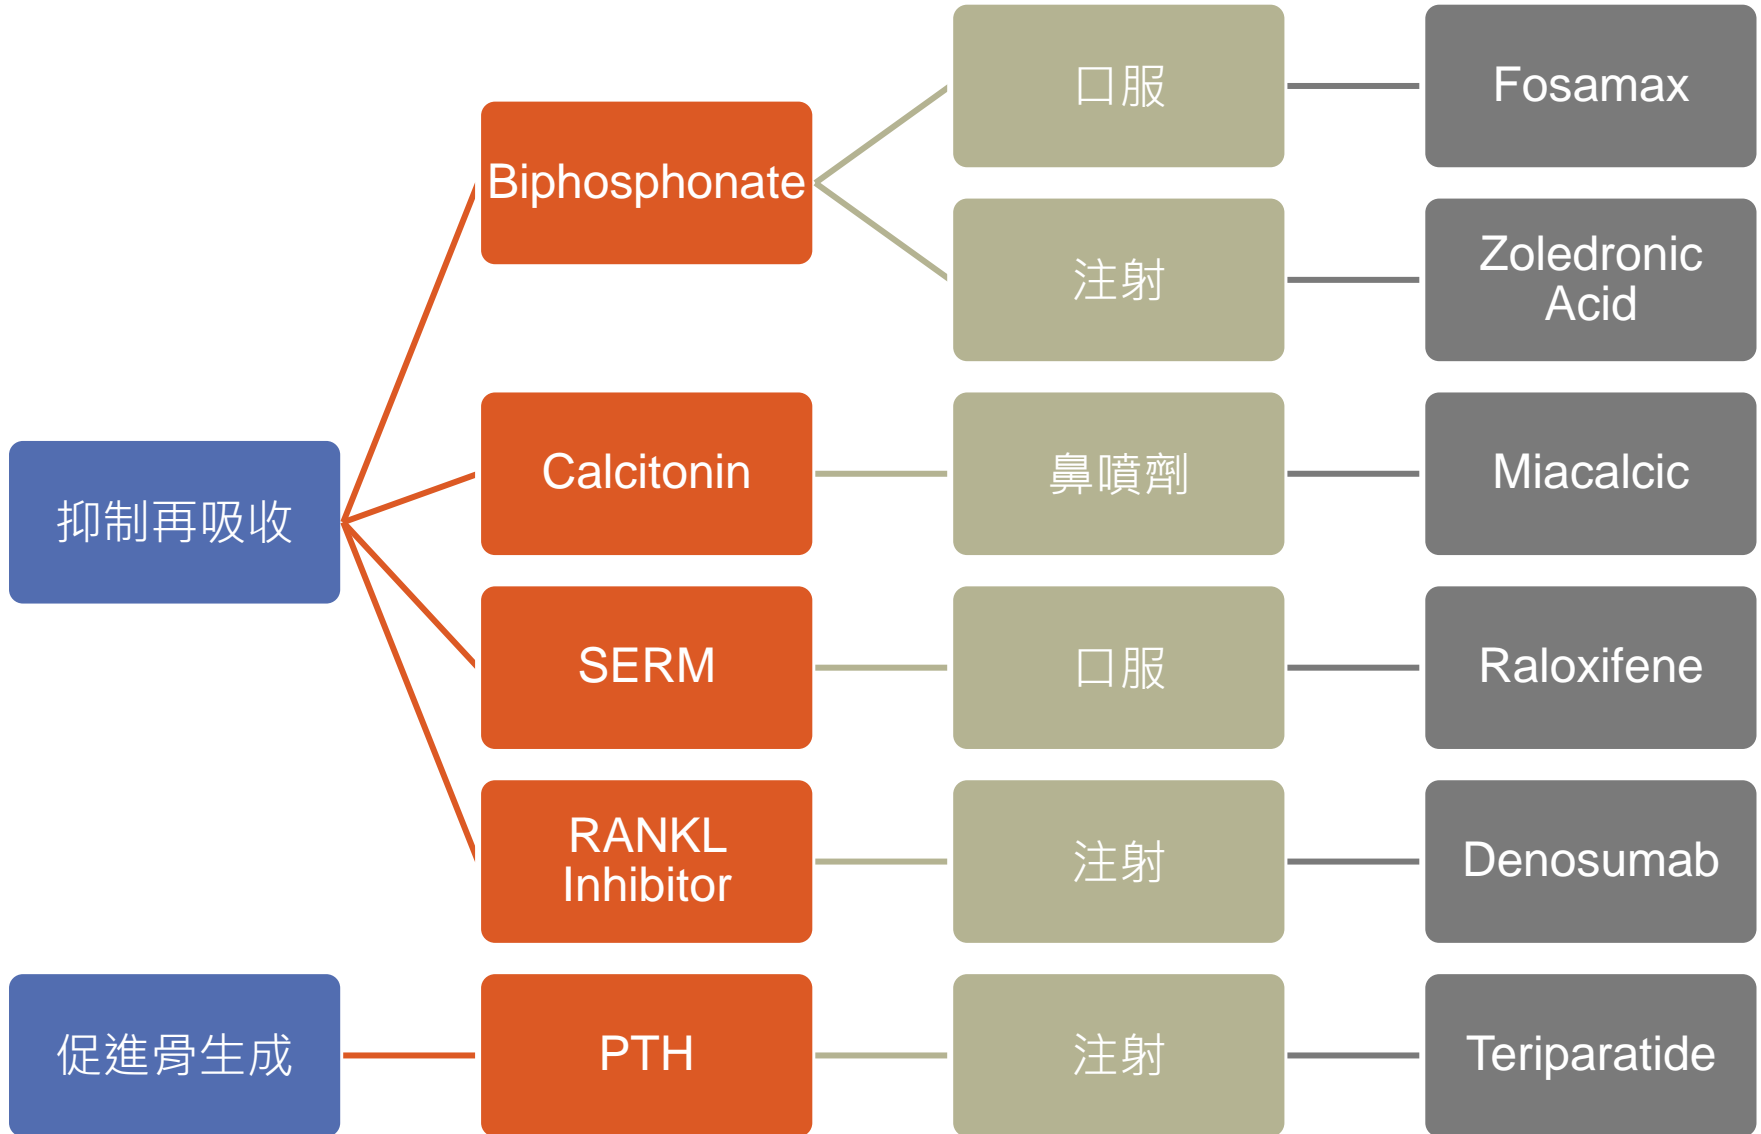 抑制再吸收
Biphosphonate
口服
Fosamax
注射
Zoledronic
Acid
Calcitonin
鼻噴劑
Miacalcic
SERM
口服
Raloxifene
RANKL
Inhibitor
注射
Denosumab
促進骨生成
PTH
注射
Teriparatide